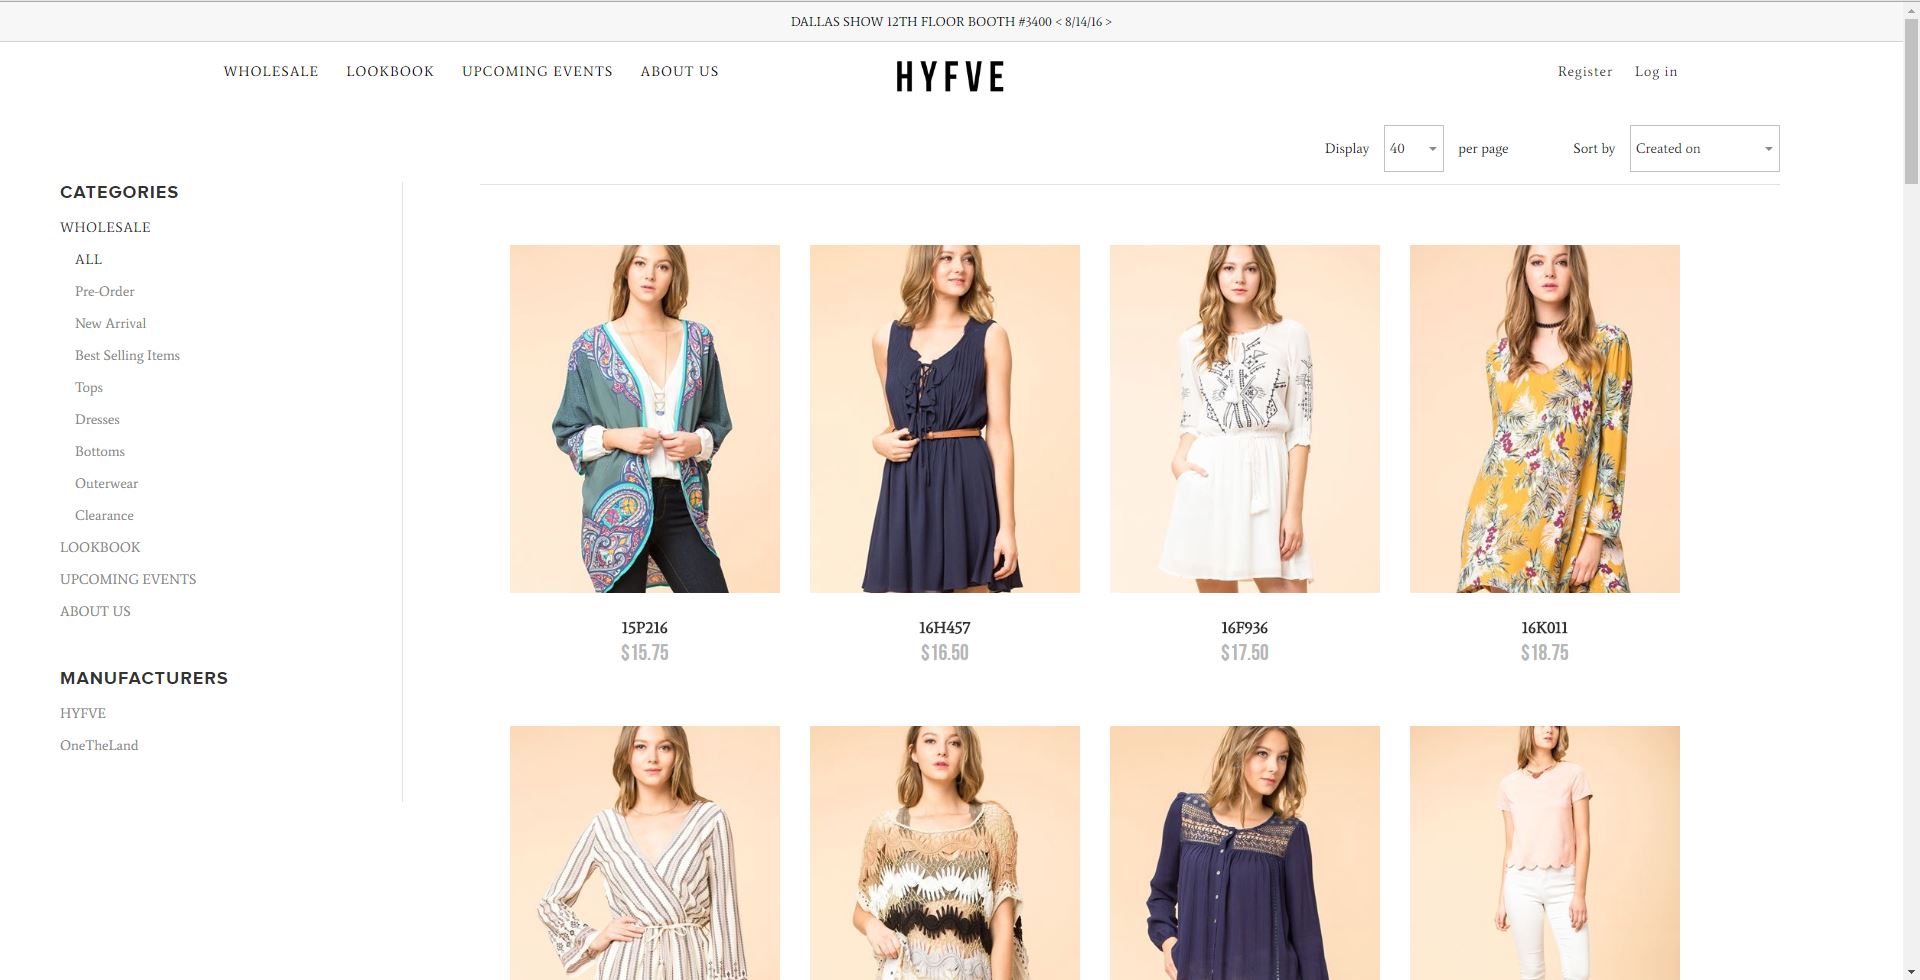 DALLAS SHOW 12TH FLOOR BOOTH #3400 < 8/14/16 >
WHOLESALE LOOKBOOK UPCOMING EVENTS ABOUT US
HYFVE
Register Log in
Display 40 per page Sort by Created on
CATEGORIES
WHOLESALE
ALL
Pre-Order
New Arrival
Best Selling Items
Tops
Dresses
Bottoms
Outerwear
Clearance
LOOKBOOK
UPCOMING EVENTS
ABOUT US
MANUFACTURERS
HYFVE
OneTheLand
15P216
$15.75
16H457
$16.50
16F936
$17.50
16K011
$18.75